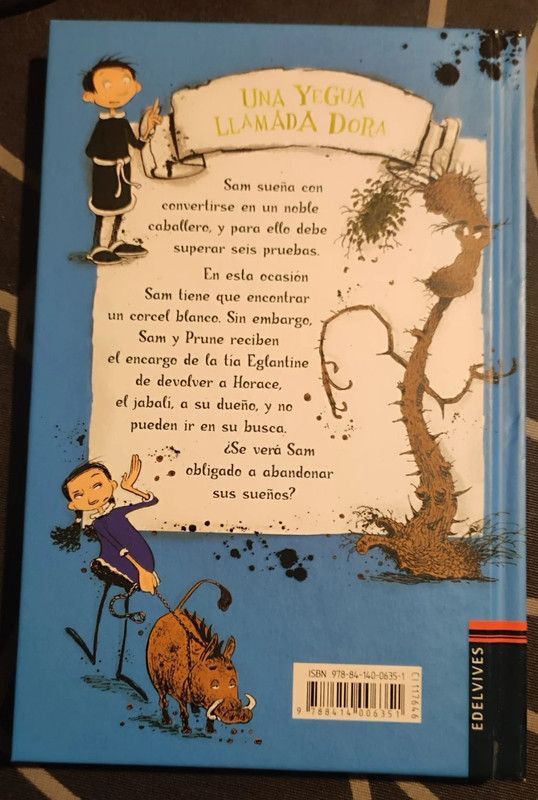 UNA YEGUA
LLAMADA DORA
Sam sueña con
convertirse en un noble
caballero, y para ello debe
superar seis pruebas.
En esta ocasión
Sam tiene que encontrar
un corcel blanco. Sin embargo,
Sam y Prune reciben
el encargo de la tía Eglantine
de devolver a Horace,
el jabalí, a su dueño, y no
pueden ir en su busca.
¿Se verá Sam
obligado a abandonar
sus sueños?
EDELVIVES
ISBN 978-84-140-0635-1
9 788414 006351
CL117646